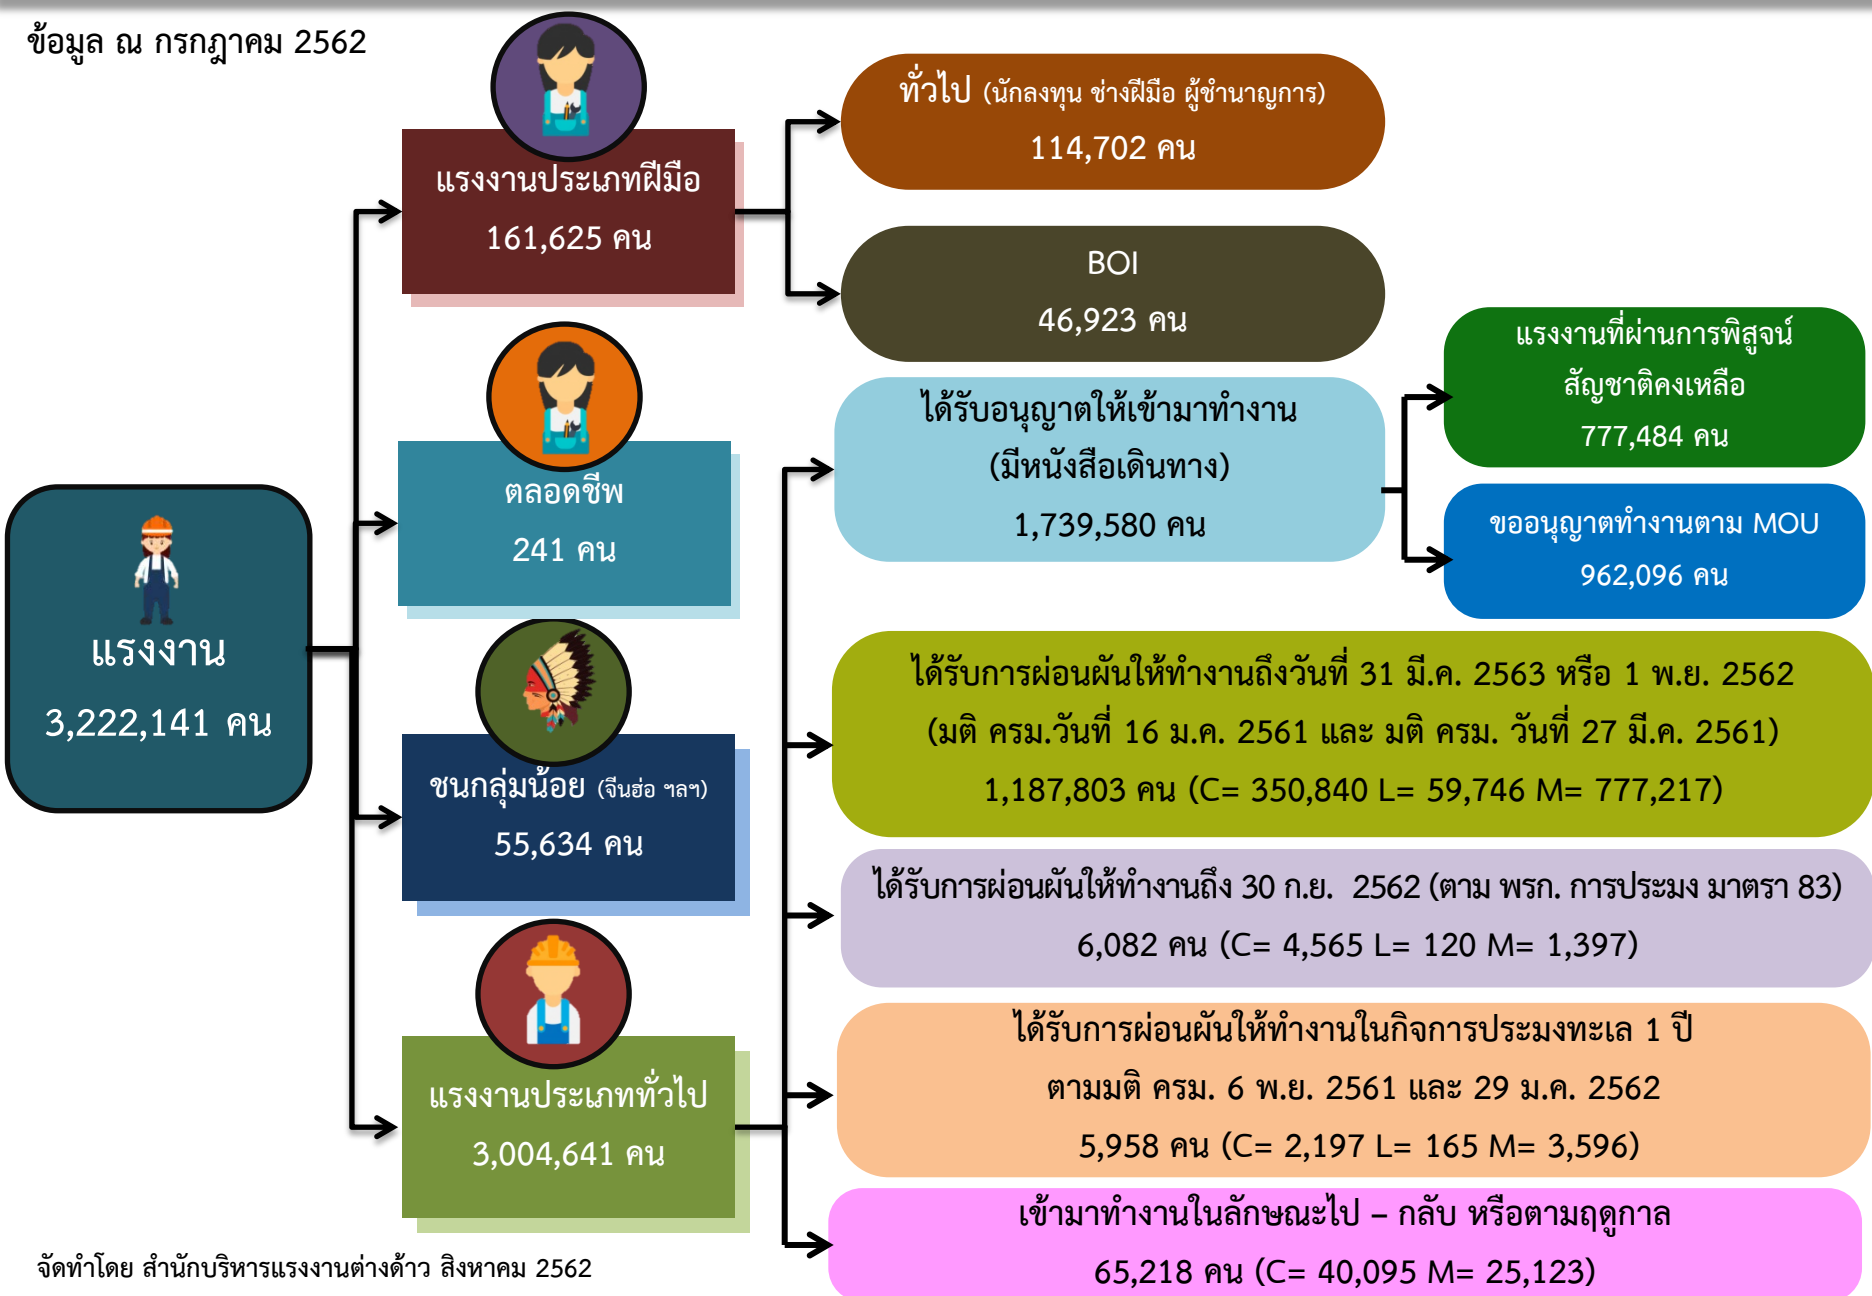 ข้อมูล ณ กรกฎาคม 2562
แรงงาน
3,222,141 คน
แรงงานประเภทฝีมือ
161,625 คน
ทั่วไป (นักลงทุน ช่างฝีมือ ผู้ชำนาญการ)
114,702 คน
BOI
46,923 คน
ตลอดชีพ
241 คน
ชนกลุ่มน้อย (จีนฮ่อ ฯลฯ)
55,634 คน
แรงงานประเภททั่วไป
3,004,641 คน
ได้รับอนุญาตให้เข้ามาทำงาน
(มีหนังสือเดินทาง)
1,739,580 คน
แรงงานที่ผ่านการพิสูจน์
สัญชาติคงเหลือ
777,484 คน
ขออนุญาตทำงานตาม MOU
962,096 คน
ได้รับการผ่อนผันให้ทำงานถึงวันที่ 31 มี.ค. 2563 หรือ 1 พ.ย. 2562
(มติ ครม.วันที่ 16 ม.ค. 2561 และ มติ ครม. วันที่ 27 มี.ค. 2561)
1,187,803 คน (C= 350,840 L= 59,746 M= 777,217)
ได้รับการผ่อนผันให้ทำงานถึง 30 ก.ย. 2562 (ตาม พรก. การประมง มาตรา 83)
6,082 คน (C= 4,565 L= 120 M= 1,397)
ได้รับการผ่อนผันให้ทำงานในกิจการประมงทะเล 1 ปี
ตามมติ ครม. 6 พ.ย. 2561 และ 29 ม.ค. 2562
5,958 คน (C= 2,197 L= 165 M= 3,596)
เข้ามาทำงานในลักษณะไป – กลับ หรือตามฤดูกาล
65,218 คน (C= 40,095 M= 25,123)
จัดทำโดย สำนักบริหารแรงงานต่างด้าว สิงหาคม 2562